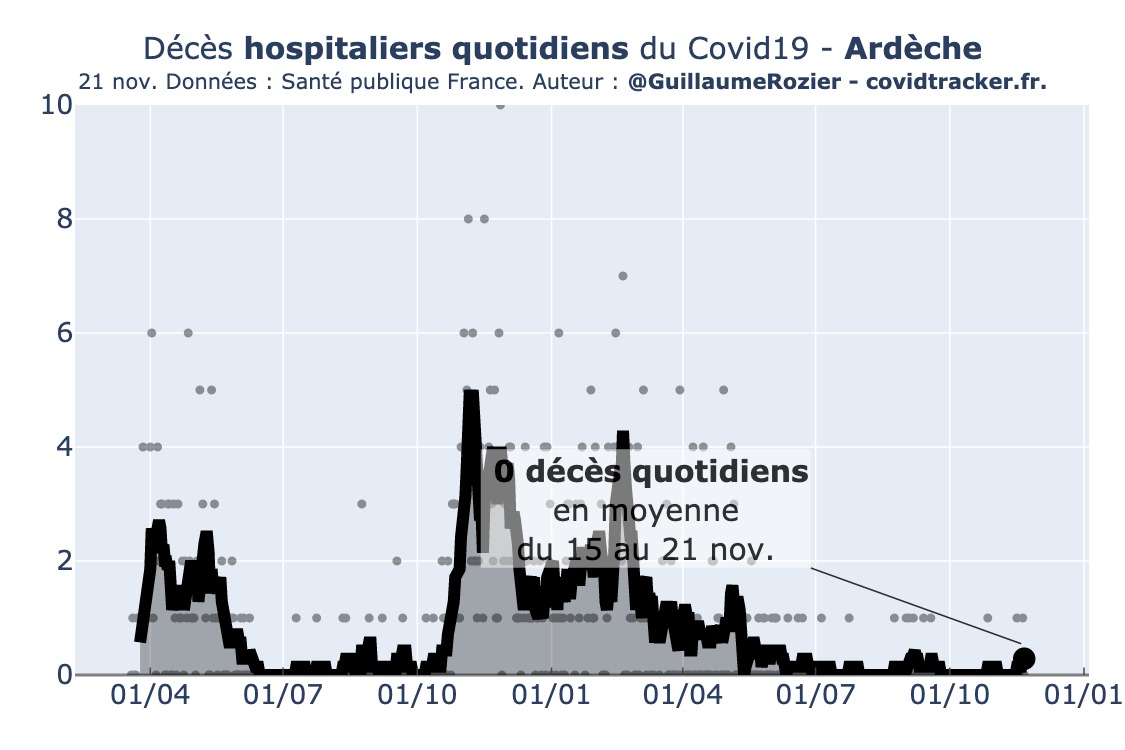 Décès hospitaliers quotidiens du Covid19 - Ardèche
21 nov. Données : Santé publique France. Auteur : @GuillaumeRozier - covidtracker.fr.
10
8
6
4
2
0
0 décès quotidiens
en moyenne
du 15 au 21 nov.
01/04 01/07 01/10 01/01 01/04 01/07 01/10 01/01